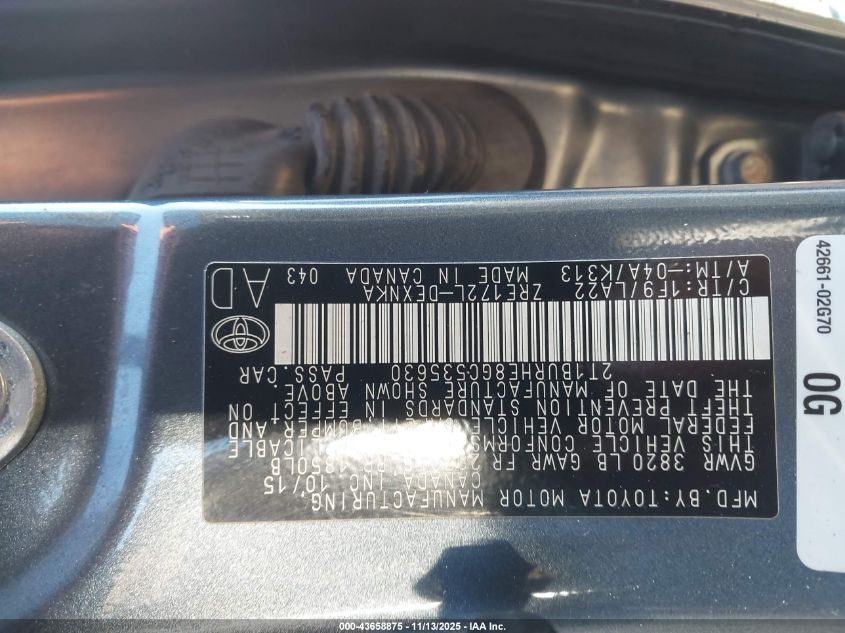 MFD. BY:TOYOTA MOTOR MANUFACTURING,
CANADA INC. 10/15
GVWR 3820 LB GAWR FR RR 1850LB
THIS VEHICLE CONFORMS APPLICABLE
FEDERAL MOTOR VEHICLE BUMPER AND
THEFT PREVENTION STANDARDS IN EFFECT ON
THE DATE OF MANUFACTURE SHOWN ABOVE.
2T1BURHE8GC535630 PASS.CAR
C/TR:1F9/LA22 ZRE172L-DEXNKA
A/TM:-04A/K313 MADE IN CANADA 043
AD
42661-02G70
0G
000-43658875 - 11/13/2025 - IAA Inc.